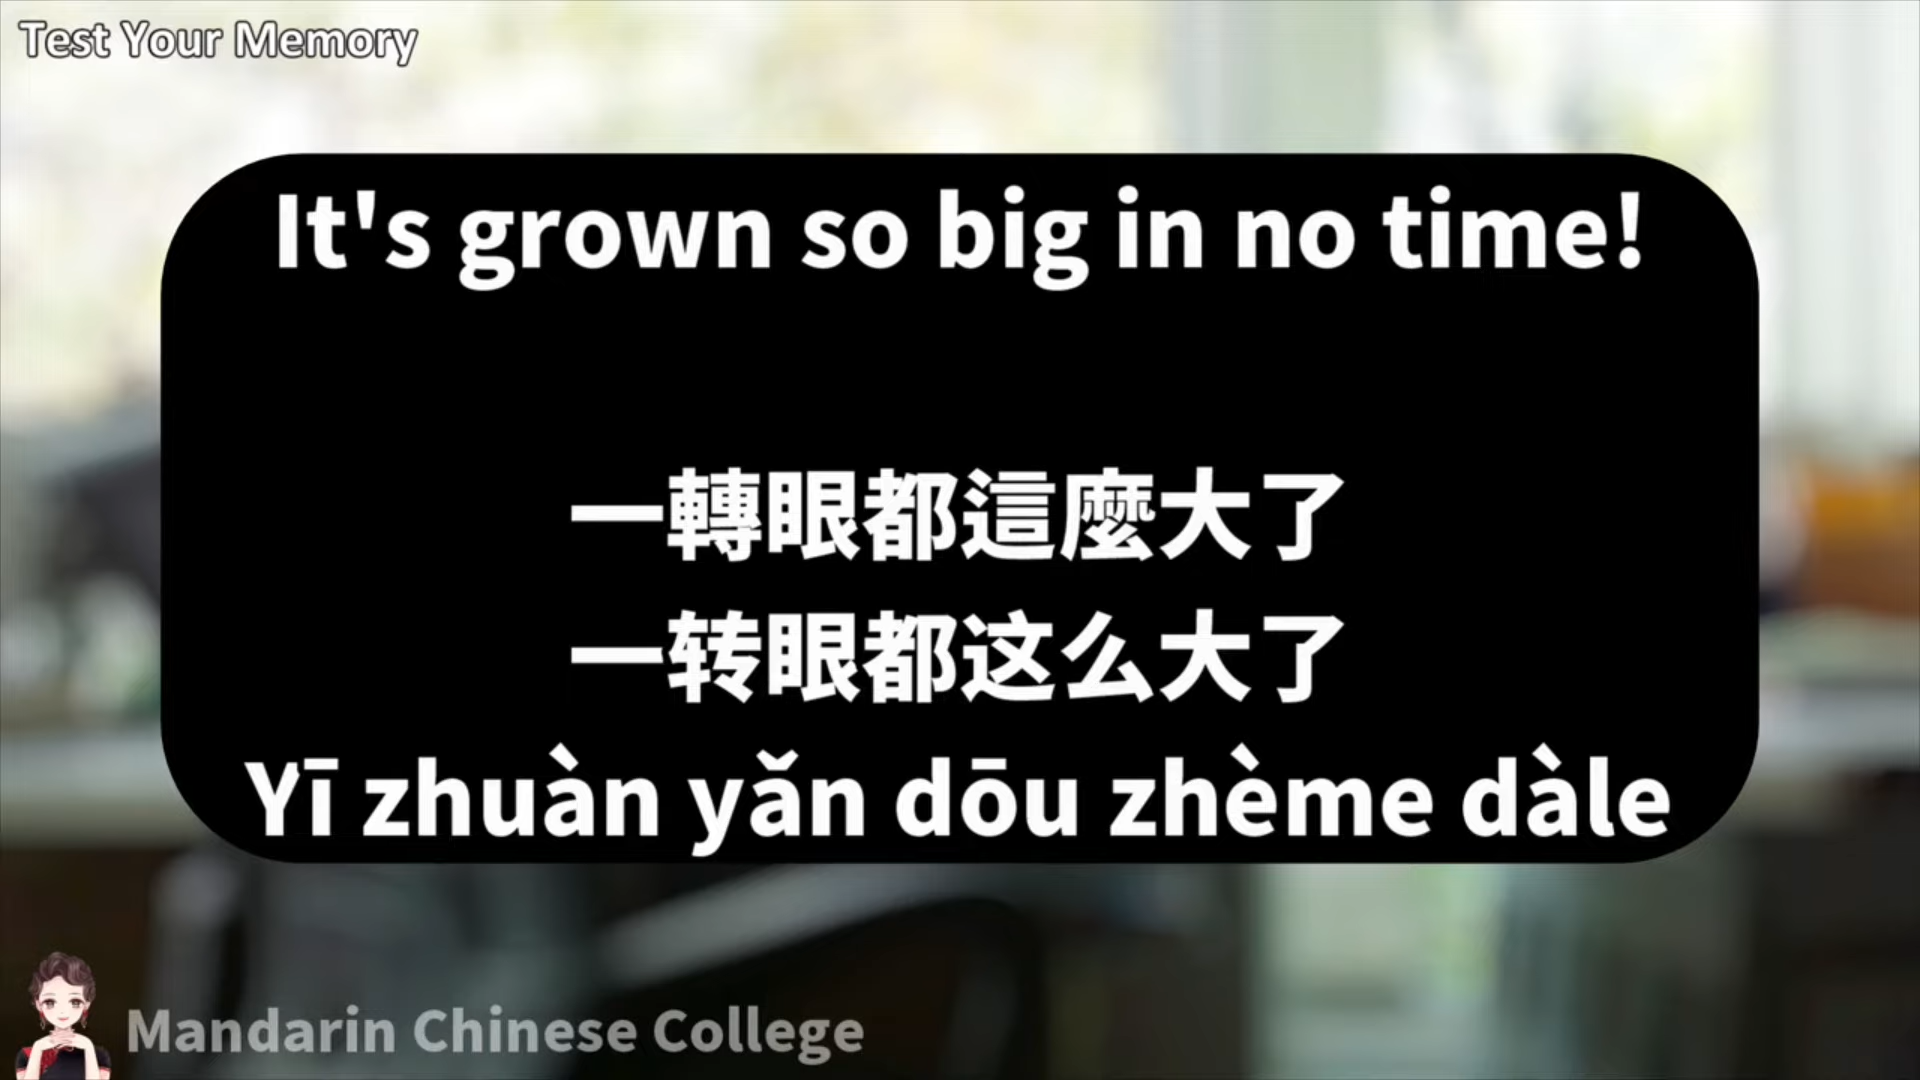 Test Your Memory
It's grown so big in no time!
一轉眼都這麼大了
一转眼都这么大了
Yī zhuàn yǎn dōu zhème dàle
Mandarin Chinese College